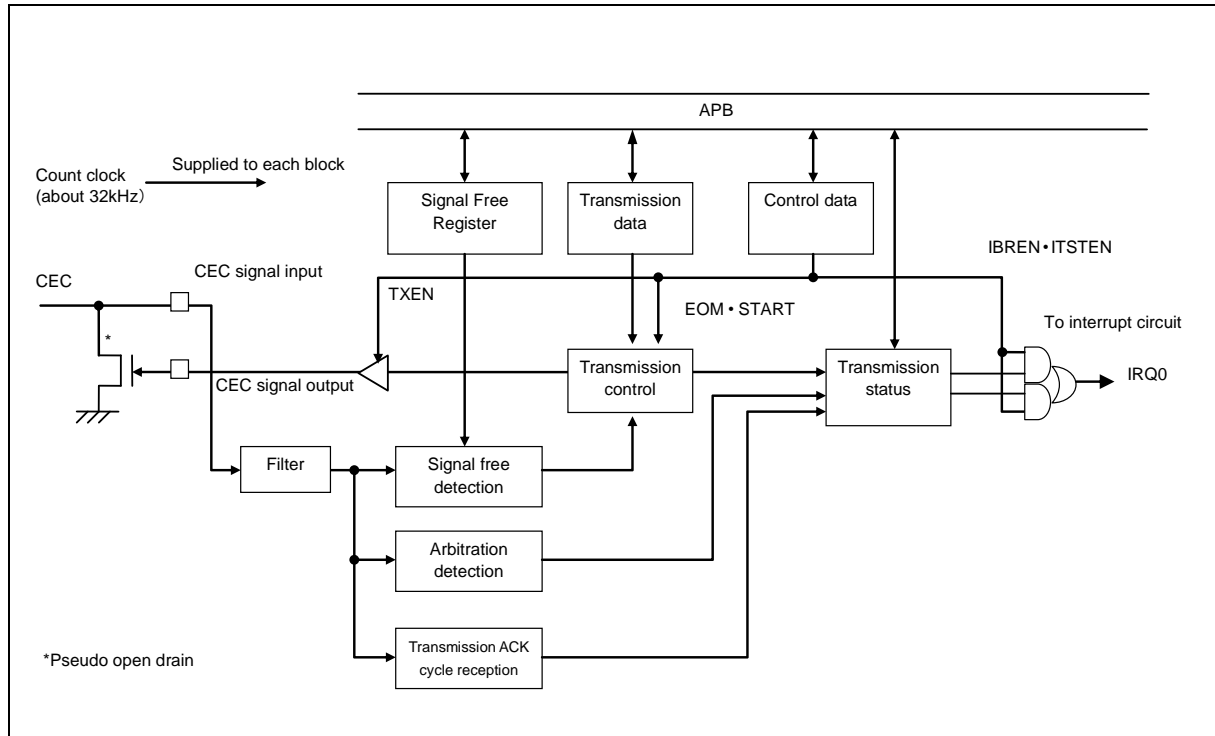 APB
Supplied to each block
Count clock
(about 32kHz)
Signal Free
Register
Transmission
data
Control data
IBREN•ITSTEN
CEC signal input
CEC
TXEN
EOM•START
To interrupt circuit
*
CEC signal output
Transmission
control
Transmission
status
IRQ0
Filter
Signal free
detection
Arbitration
detection
Transmission ACK
cycle reception
*Pseudo open drain